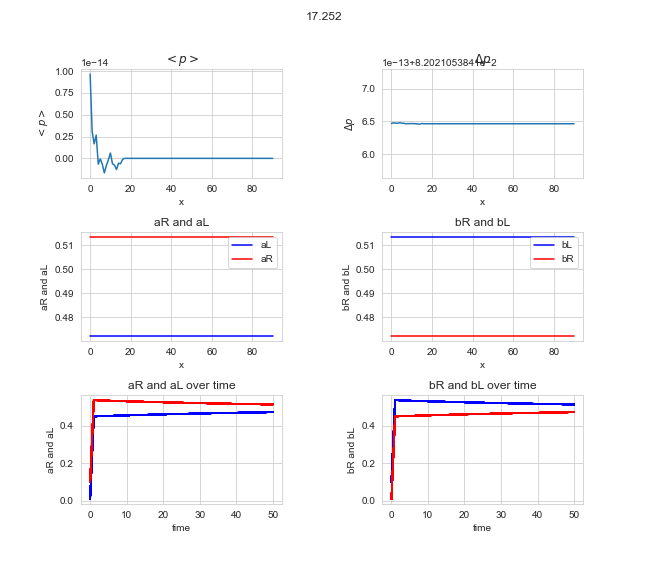 17.252
< p >
Δp
1e−14
1e−13+8.2021053841e−2
1.00
0.75
0.50
0.25
0.00
< p >
0 20 40 60 80
x
7.0
6.5
6.0
Δp
0 20 40 60 80
x
aR and aL
bR and bL
0.51
0.50
0.49
0.48
aR and aL
aL
aR
0 20 40 60 80
x
0.51
0.50
0.49
0.48
bR and bL
bL
bR
0 20 40 60 80
x
aR and aL over time
bR and bL over time
0.4
0.2
0.0
aR and aL
0 10 20 30 40 50
time
0.4
0.2
0.0
bR and bL
0 10 20 30 40 50
time